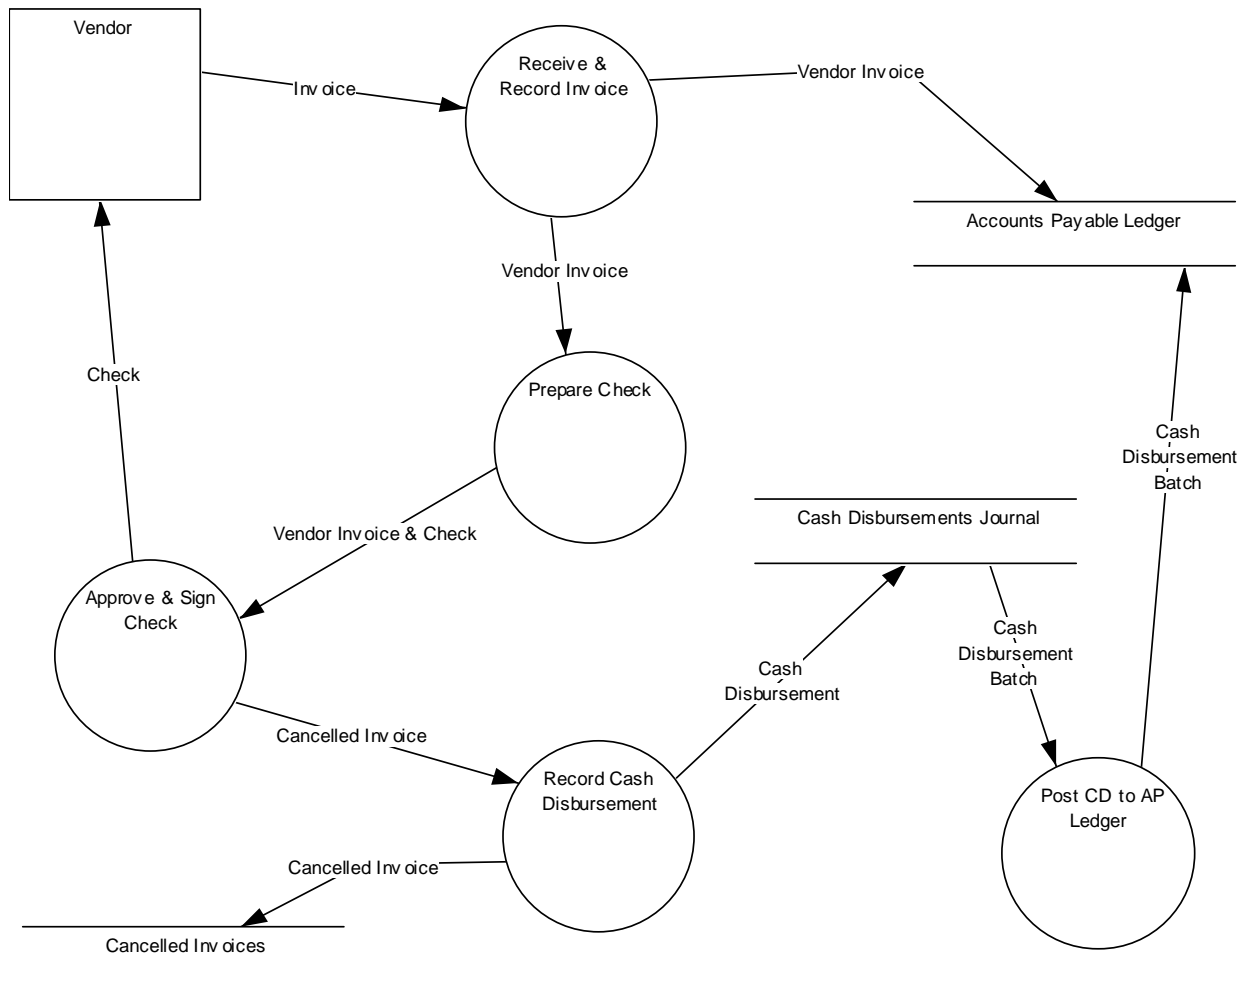 Vendor
Receive &
Record Invoice
Invoice
Vendor Invoice
Accounts Payable Ledger
Vendor Invoice
Check
Prepare Check
Cash
Disbursement
Batch
Vendor Invoice & Check
Cash Disbursements Journal
Approve & Sign
Check
Cash
Disbursement
Batch
Cash
Disbursement
Cancelled Invoice
Record Cash
Disbursement
Post CD to AP
Ledger
Cancelled Invoice
Cancelled Invoices